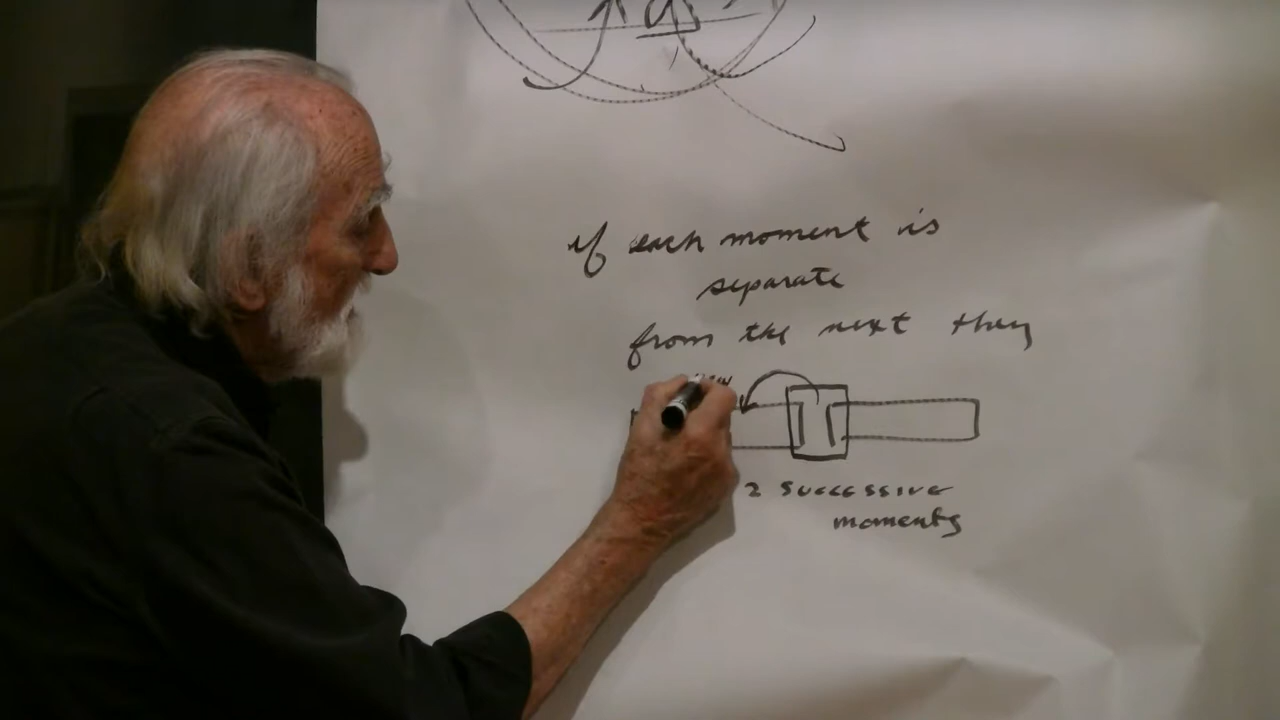 if each moment is
separate
from the next they
2 SUCCESSIVE
moments